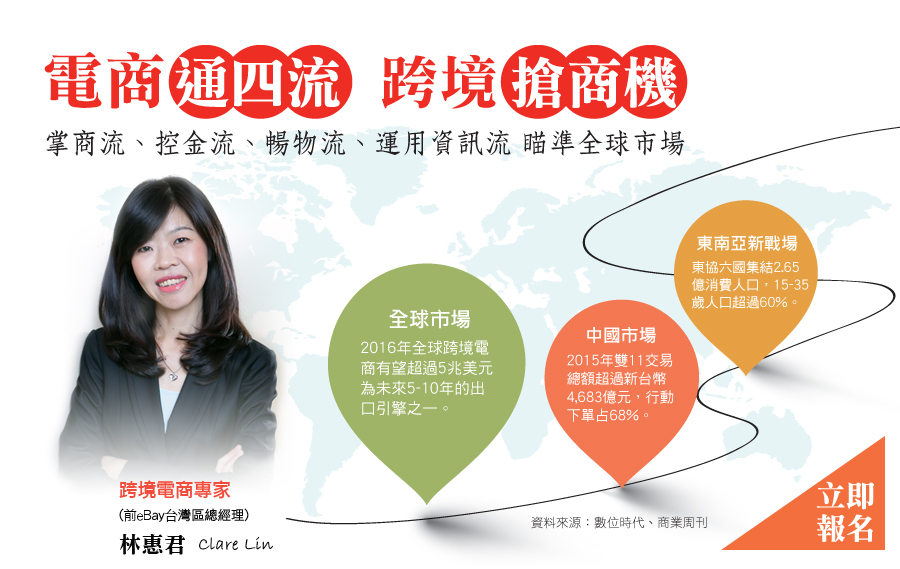 電商通四流 跨境搶商機
掌商流、控金流、暢物流、運用資訊流 瞄準全球市場
東南亞新戰場
東協六國集結2.65
億消費人口，15-35
歲人口超過60%。
全球市場
2016年全球跨境電
商有望超過5兆美元
為未來5-10年的出
口引擎之一。
中國市場
2015年雙11交易
總額超過新台幣
4,683億元，行動
下單占68%。
跨境電商專家
（前eBay台灣區總經理）
林惠君 Clare Lin
資料來源：數位時代、商業周刊
立即
報名